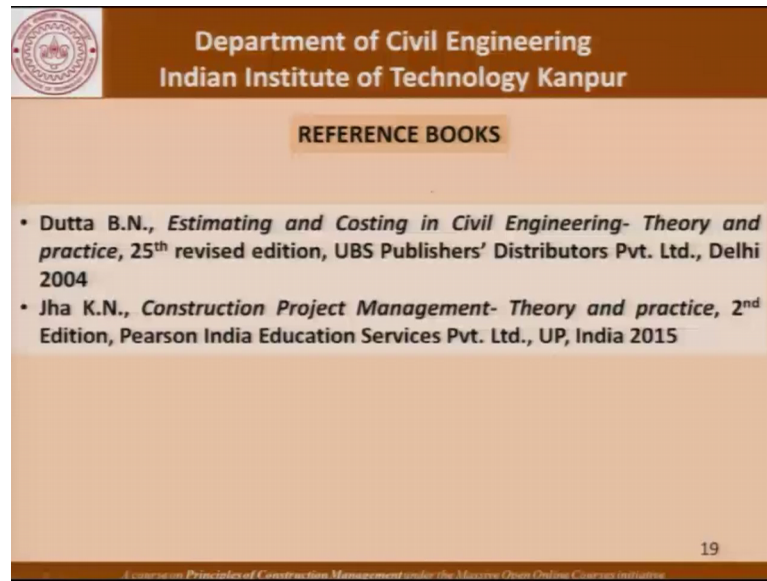 Department of Civil Engineering
Indian Institute of Technology Kanpur
REFERENCE BOOKS
• Dutta B.N., Estimating and Costing in Civil Engineering- Theory and
practice, 25th revised edition, UBS Publishers’ Distributors Pvt. Ltd., Delhi
2004
• Jha K.N., Construction Project Management- Theory and practice, 2nd
Edition, Pearson India Education Services Pvt. Ltd., UP, India 2015
19
A course on Principles of Construction Management under the Massive Open Online Courses initiative